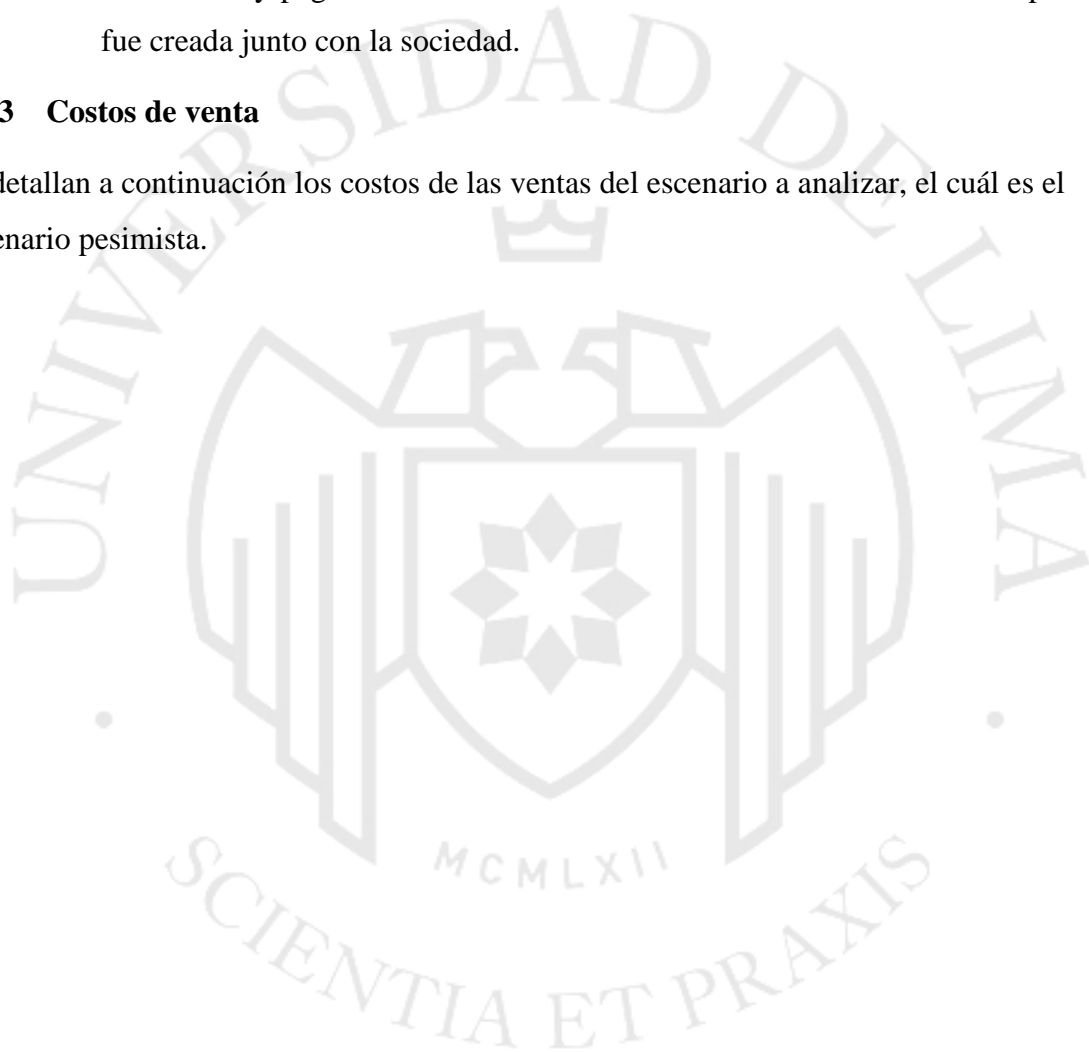 fue creada junto con la sociedad.
3 Costos de venta
detallan a continuación los costos de las ventas del escenario a analizar, el cuál es el
enario pesimista.
UNIVERSIDAD DE LIMA
MCMLXII
SCIENTIA ET PRAXIS